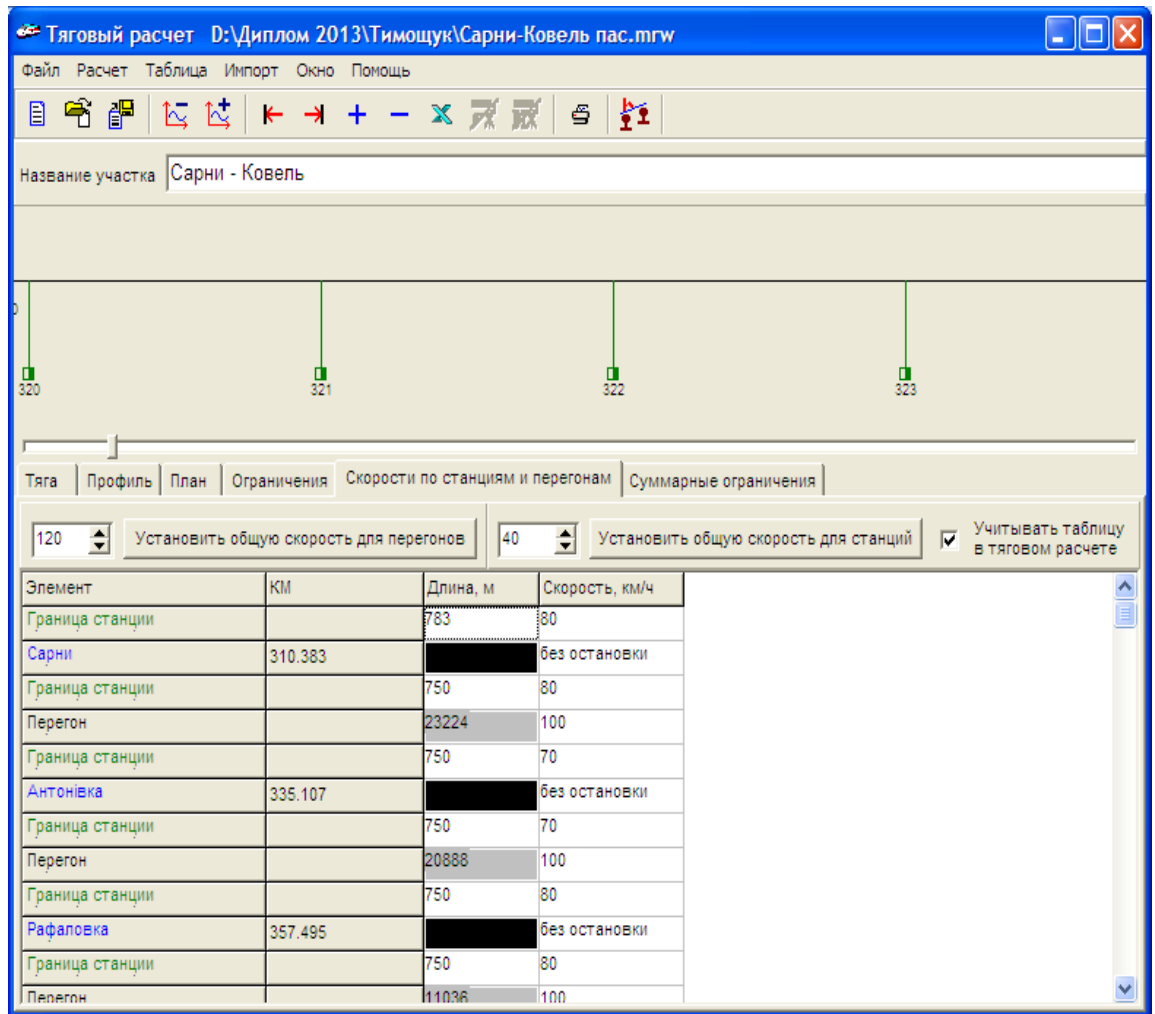 Тяговый расчет D:\Диплом 2013\Тимощук\Сарни-Ковель пас.mrw
Файл Расчет Таблица Импорт Окно Помощь
Название участка Сарни - Ковель
320 321 322 323
Тяга Профиль План Ограничения Скорости по станциям и перегонам Суммарные ограничения
120 Установить общую скорость для перегонов 40 Установить общую скорость для станций Учитывать таблицу
в тяговом расчете
Элемент КМ Длина, м Скорость, км/ч
Граница станции 783 80
Сарни 310.383 без остановки
Граница станции 750 80
Перегон 23224 100
Граница станции 750 70
Антонівка 335.107 без остановки
Граница станции 750 70
Перегон 20888 100
Граница станции 750 80
Рафаловка 357.495 без остановки
Граница станции 750 80
Перегон 11036 100